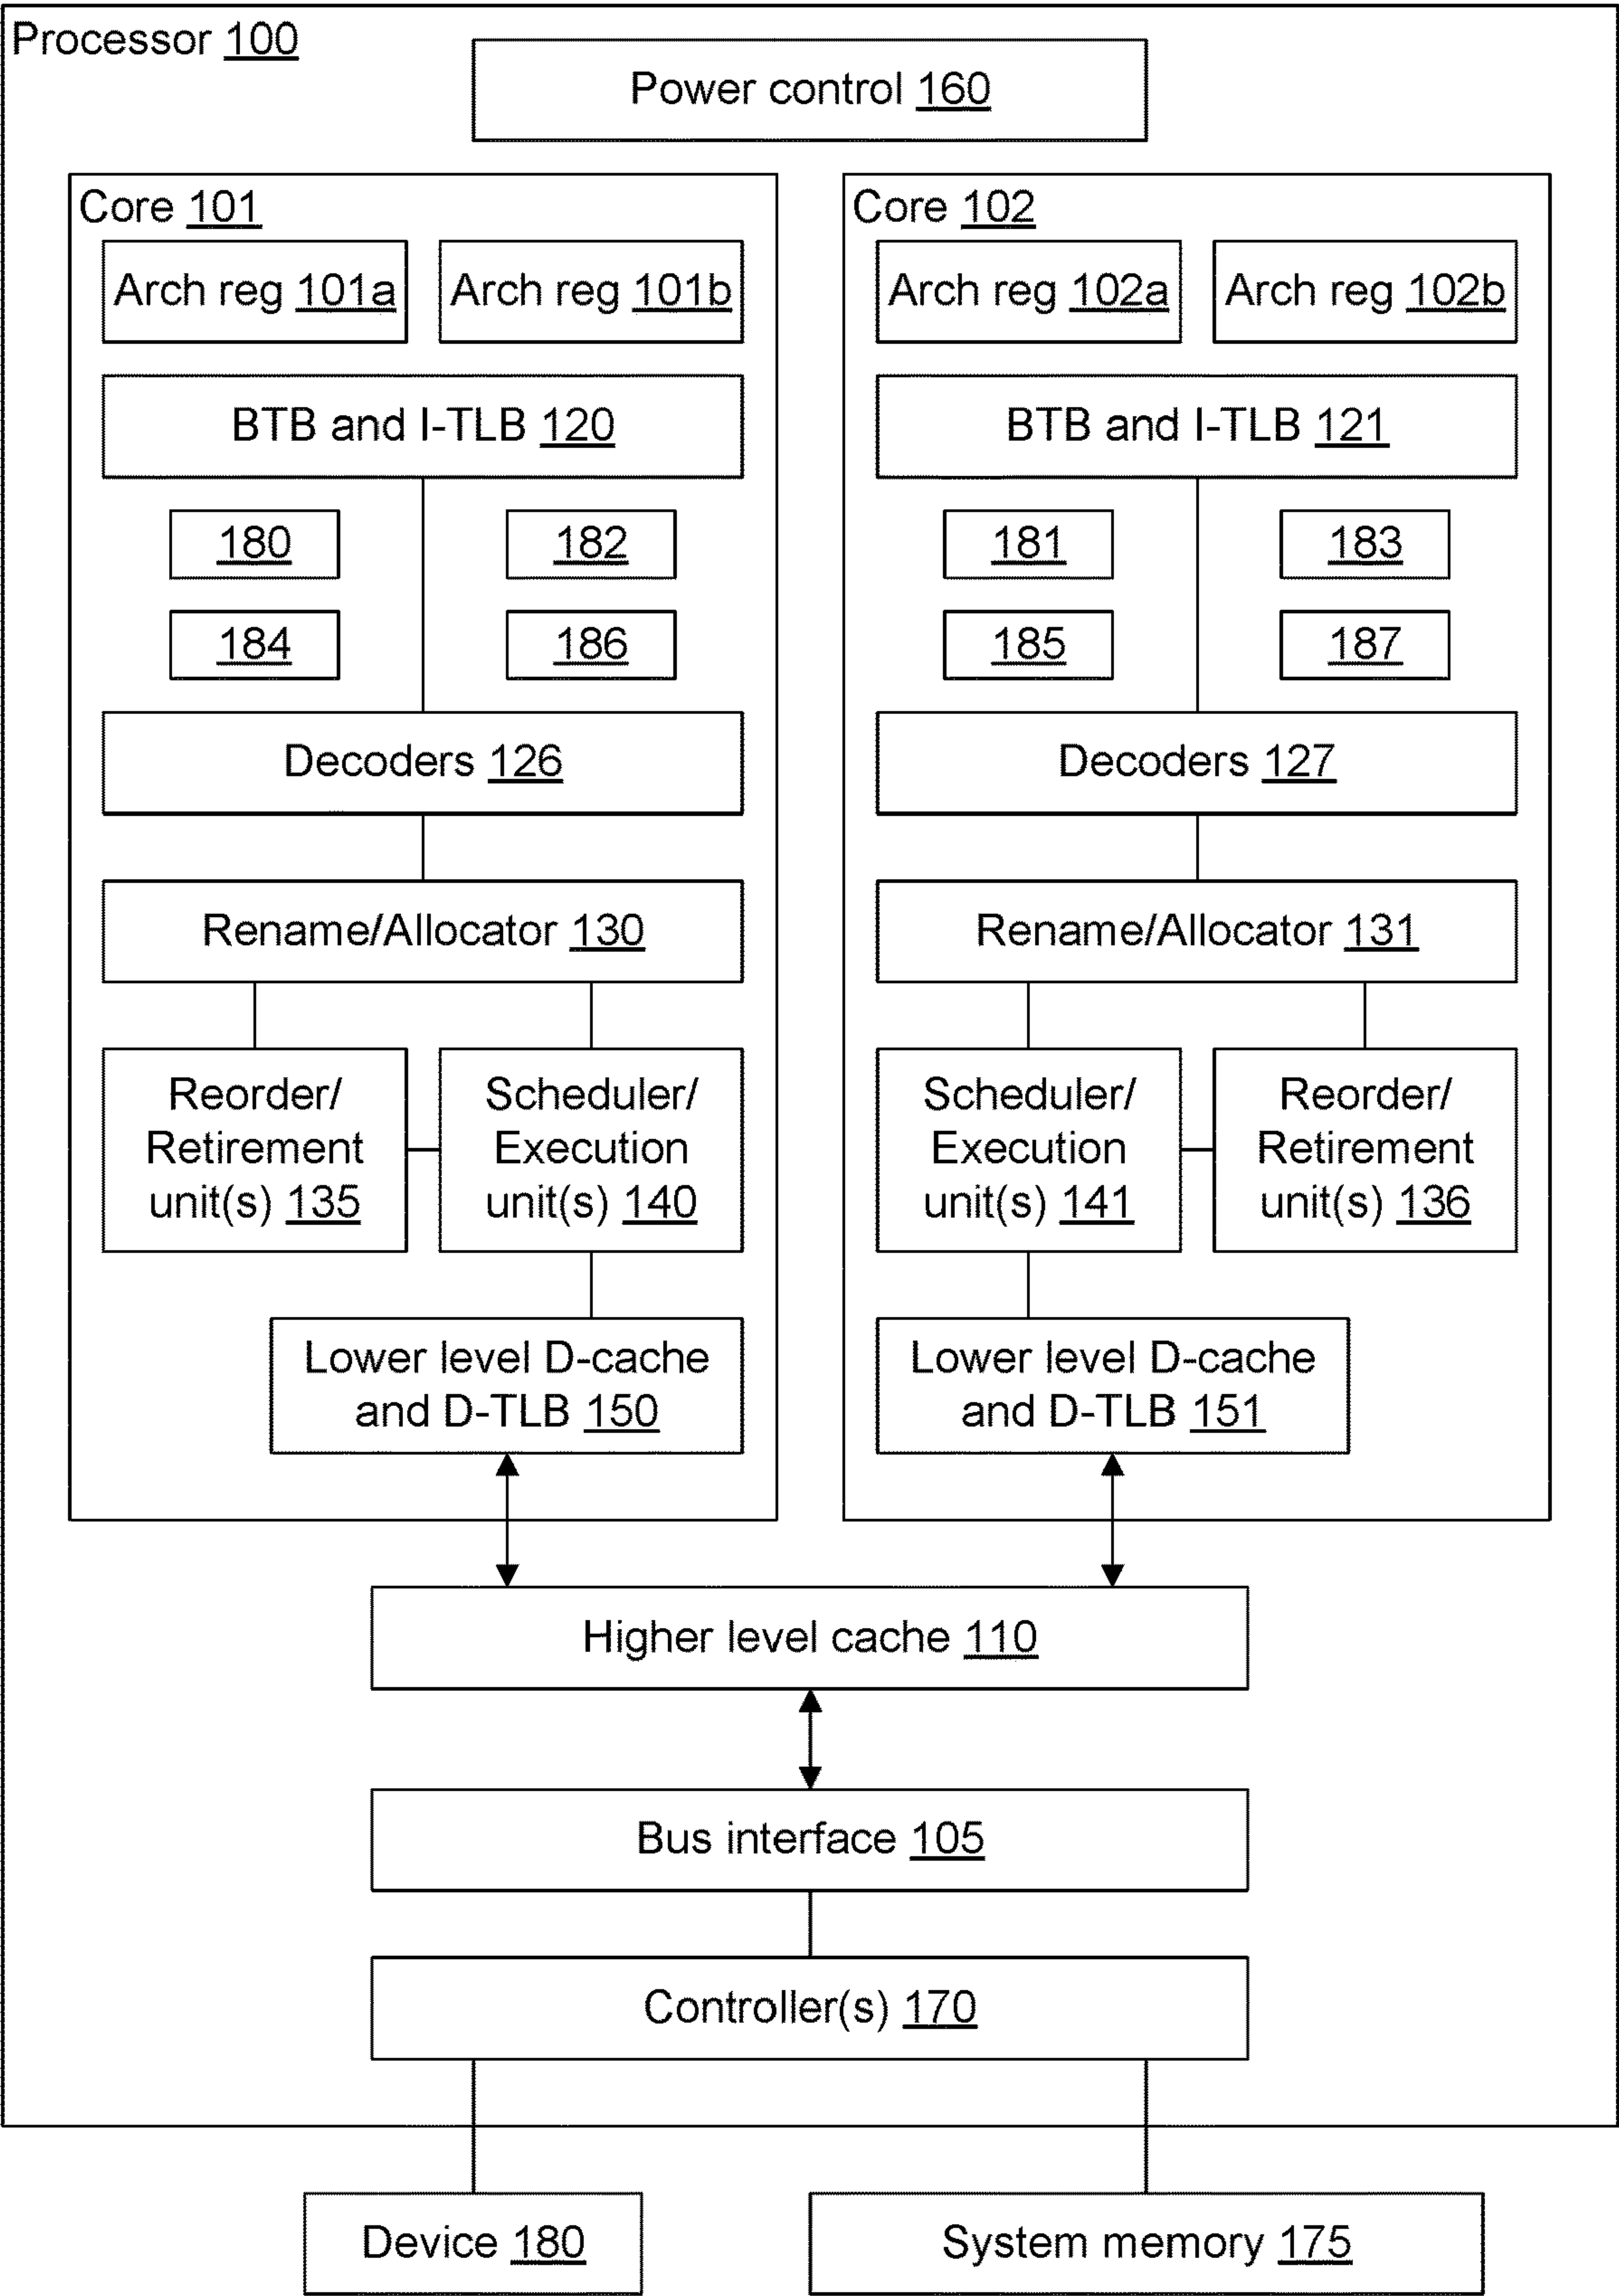 Processor 100
Power control 160
Core 101
Arch reg 101a
Arch reg 101b
BTB and I-TLB 120
180
182
184
186
Decoders 126
Rename/Allocator 130
Reorder/
Retirement
unit(s) 135
Scheduler/
Execution
unit(s) 140
Lower level D-cache
and D-TLB 150
Core 102
Arch reg 102a
Arch reg 102b
BTB and I-TLB 121
181
183
185
187
Decoders 127
Rename/Allocator 131
Scheduler/
Execution
unit(s) 141
Reorder/
Retirement
unit(s) 136
Lower level D-cache
and D-TLB 151
Higher level cache 110
Bus interface 105
Controller(s) 170
Device 180
System memory 175